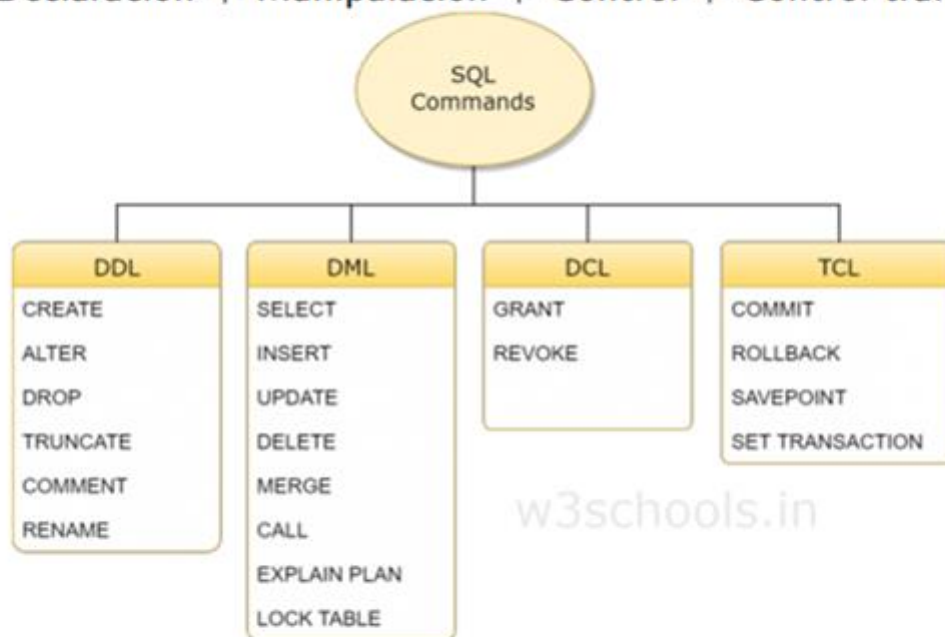 SQL
Commands
DDL
CREATE
ALTER
DROP
TRUNCATE
COMMENT
RENAME
DML
SELECT
INSERT
UPDATE
DELETE
MERGE
CALL
EXPLAIN PLAN
LOCK TABLE
DCL
GRANT
REVOKE
TCL
COMMIT
ROLLBACK
SAVEPOINT
SET TRANSACTION
w3schools.in